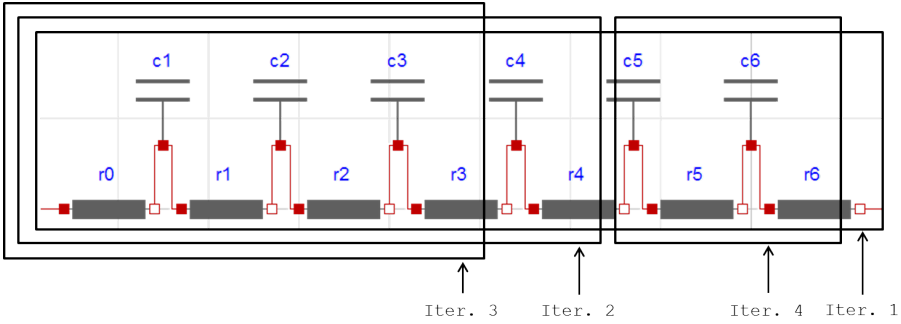 c1 c2 c3 c4 c5 c6
r0 r1 r2 r3 r4 r5 r6
Iter. 3 Iter. 2 Iter. 4 Iter. 1